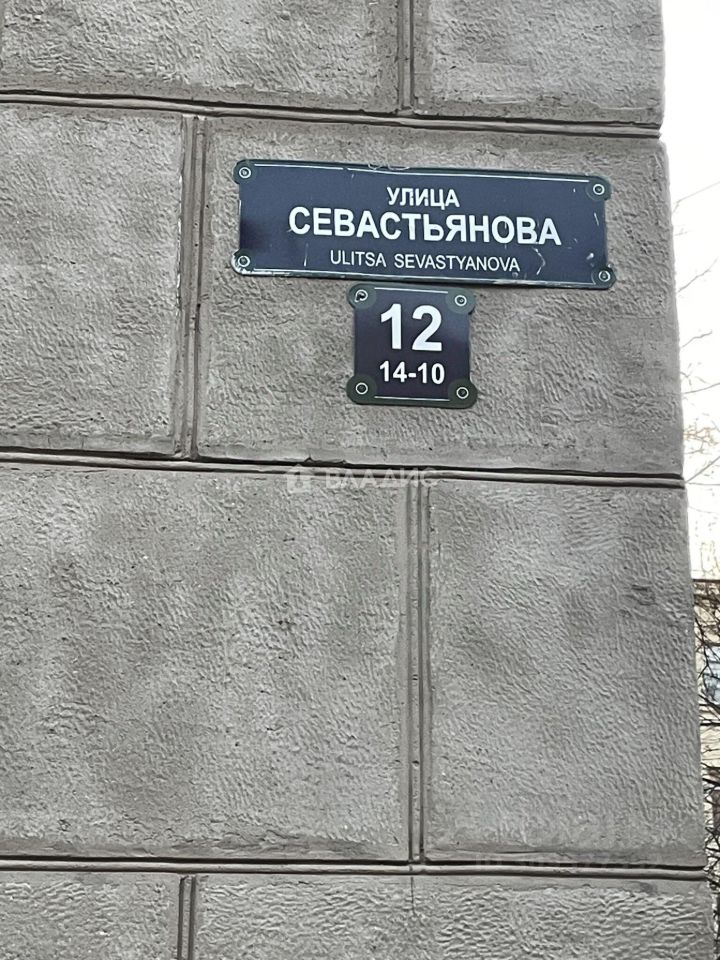 УЛИЦА
СЕВАСТЬЯНОВА
ULITSA SEVASTYANOVA
12
14-10
ВЛАДИС